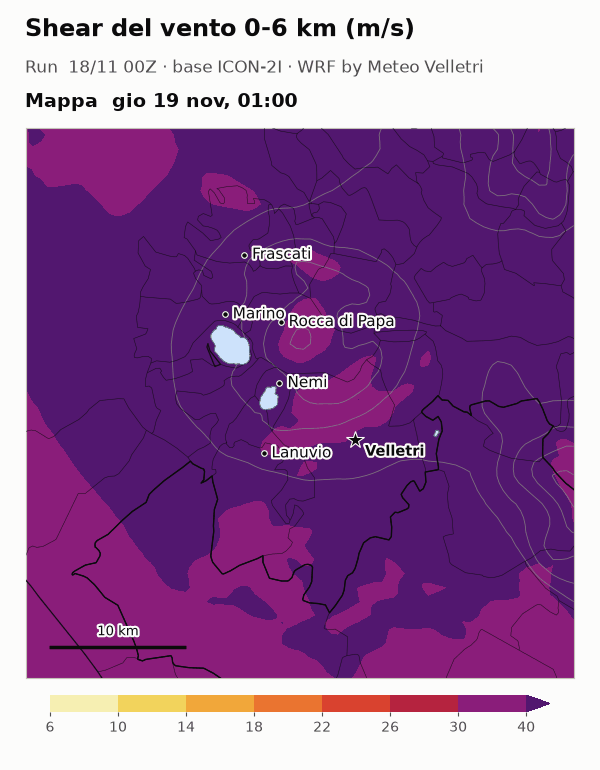 Shear del vento 0-6 km (m/s)
Run  18/11 00Z · base ICON-2I · WRF by Meteo Velletri
Mappa  gio 19 nov, 01:00
Frascati
Marino
Rocca di Papa
Nemi
Velletri
Lanuvio
10 km
6 10 14 18 22 26 30 40